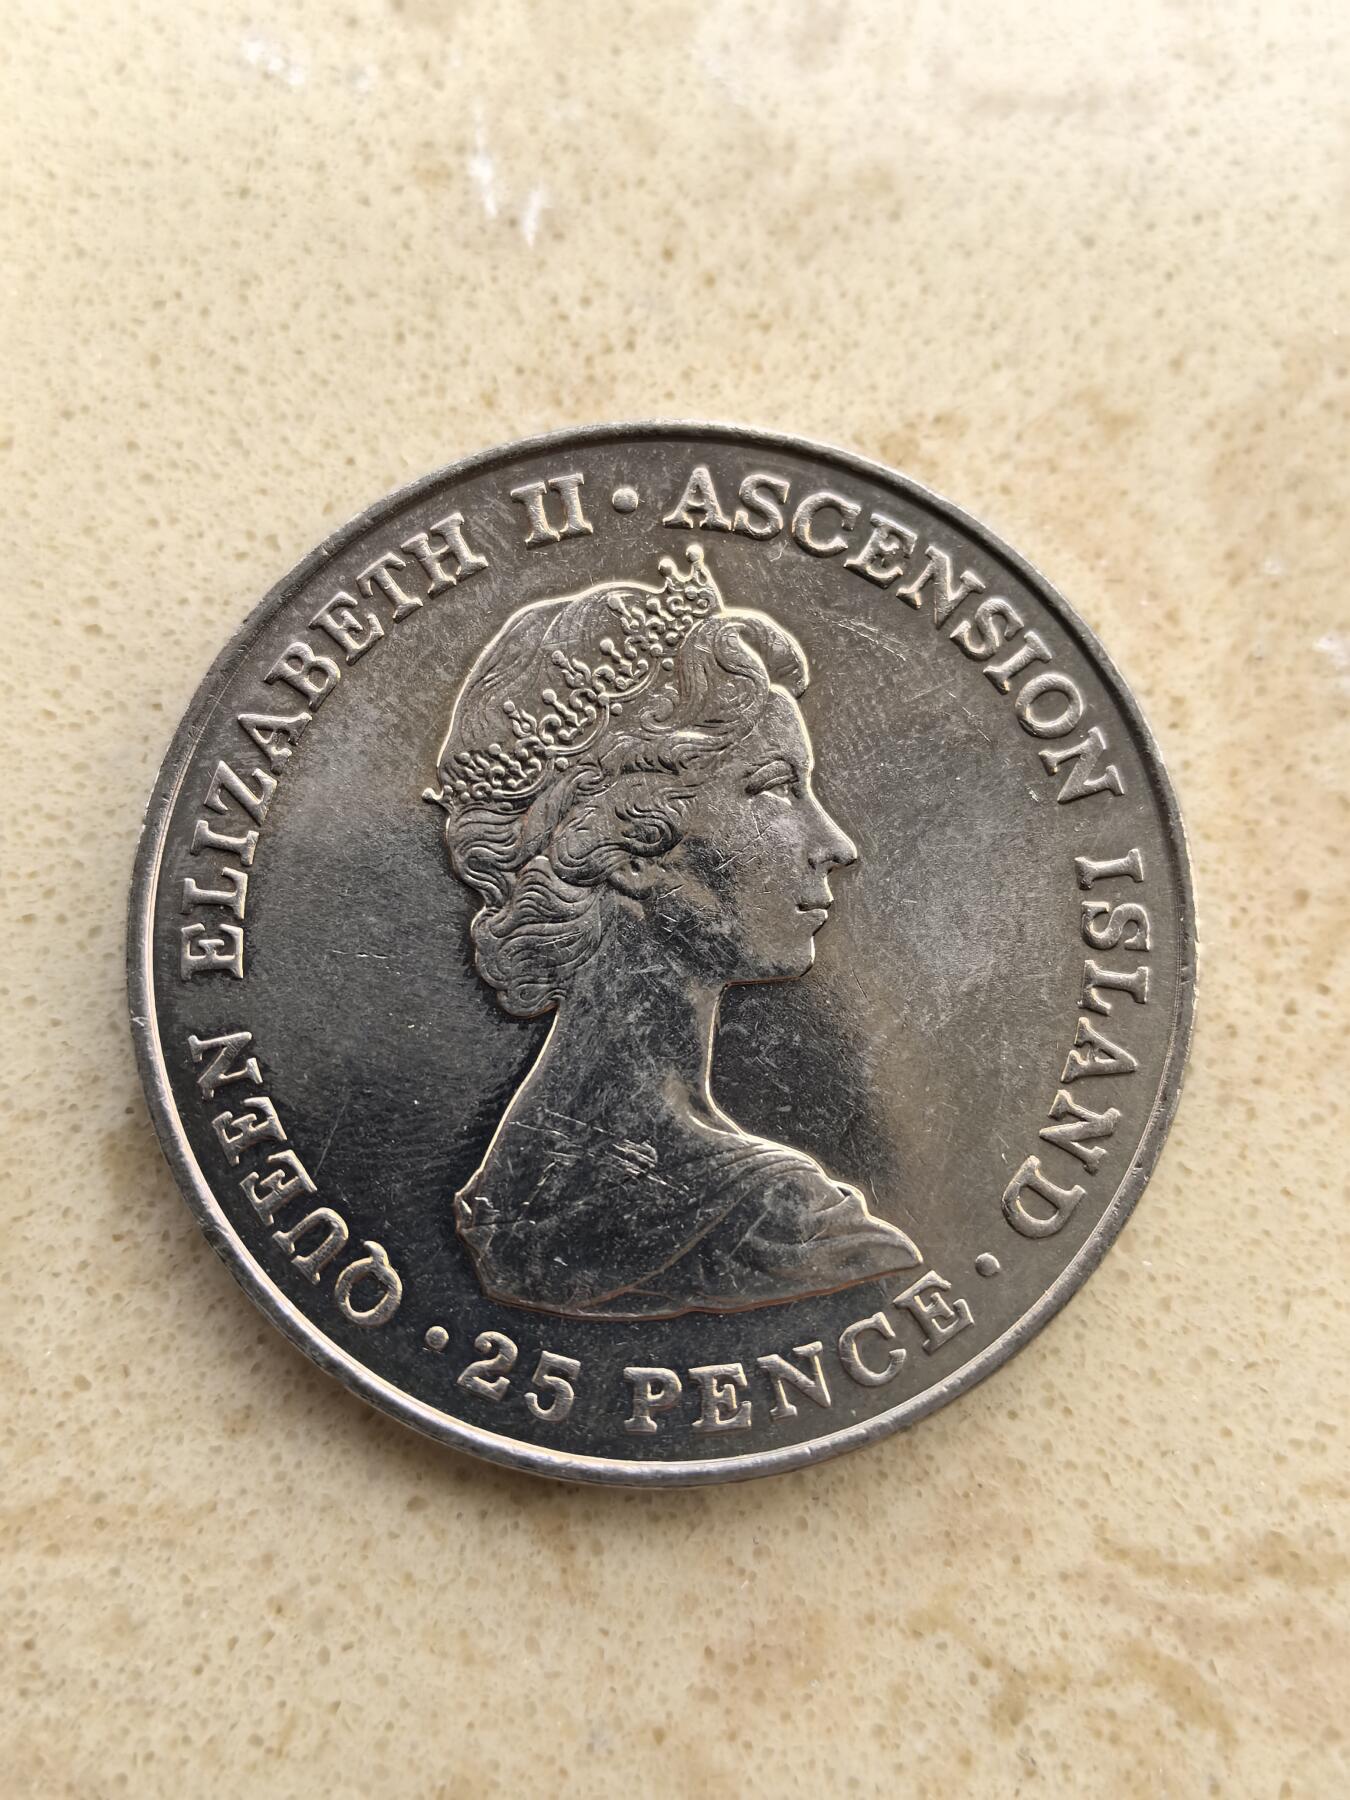 QUEEN ELIZABETH II · ASCENSION ISLAND ·
· 25 PENCE